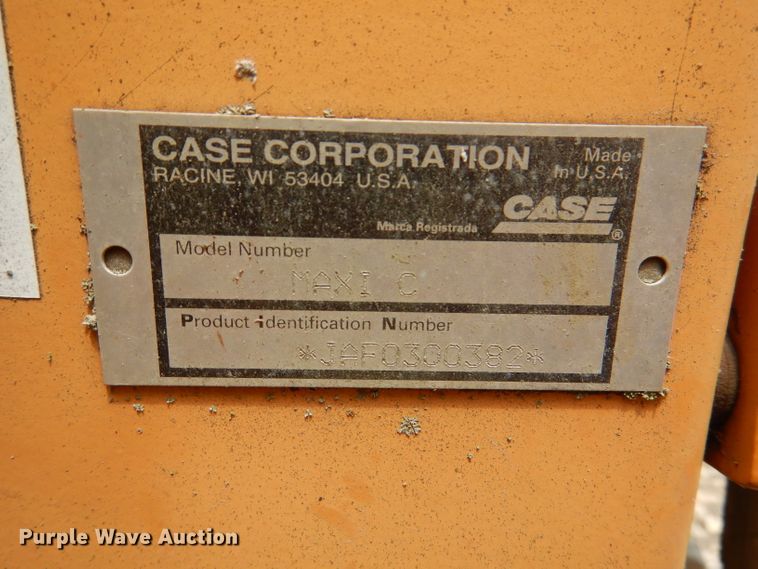 CASE CORPORATION
Made
RACINE, WI 53404 U.S.A.
In U.S.A.
CASE
Marca Registrada
®
Model Number
MAXI C
Product identification Number
*JAF0300382*
Purple Wave Auction